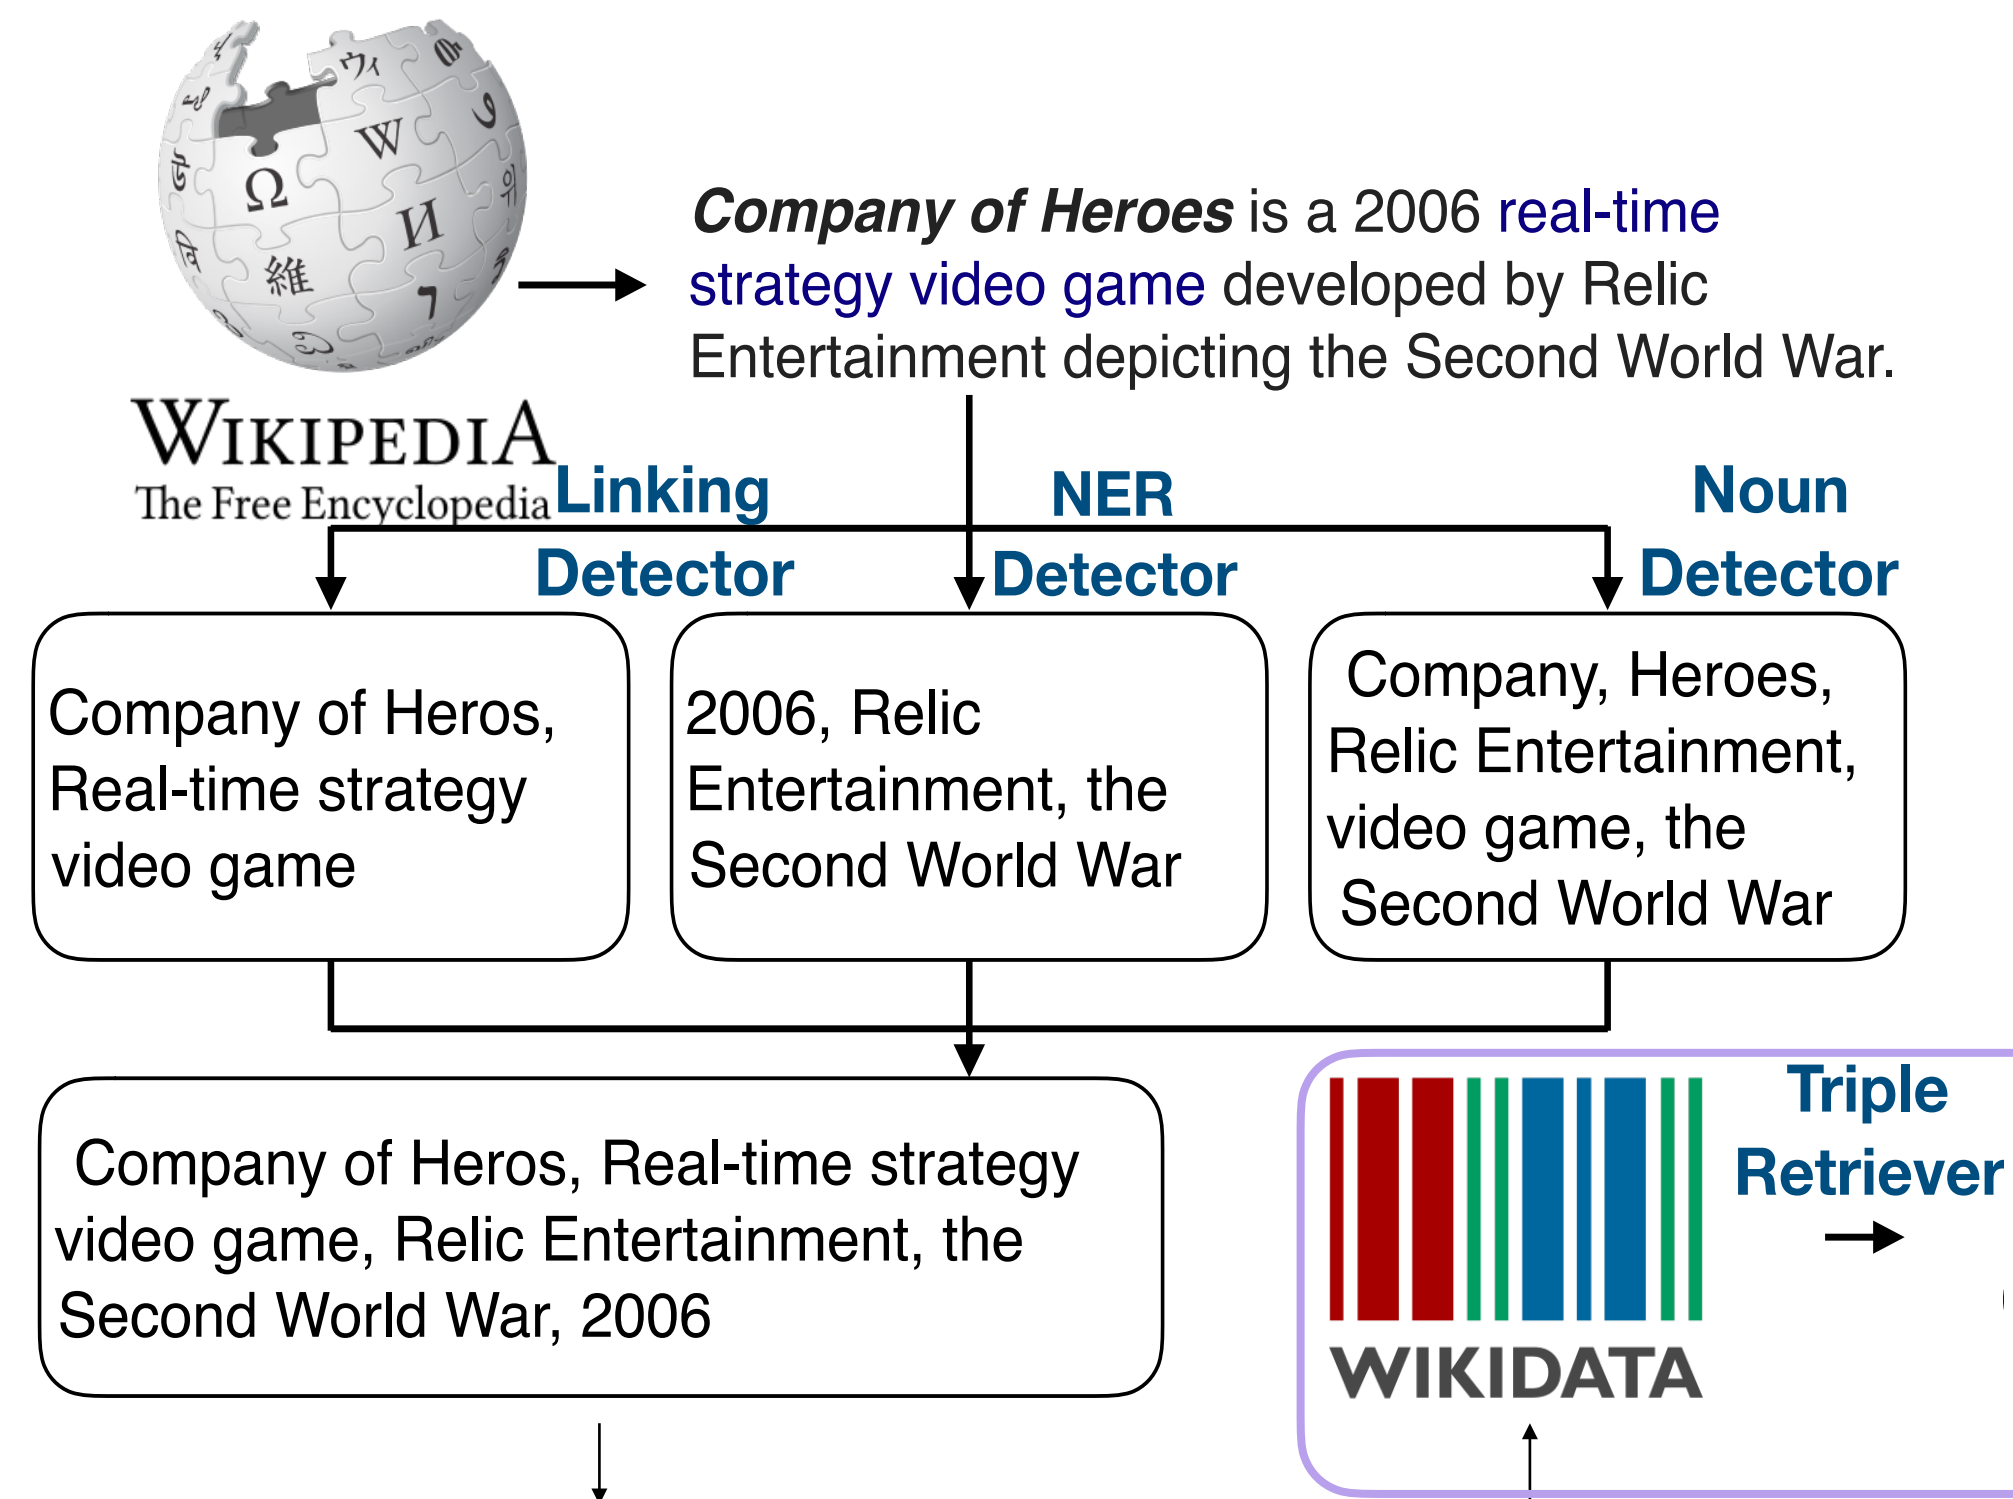 Company of Heroes is a 2006 real-time
strategy video game developed by Relic
Entertainment depicting the Second World War.
WIKIPEDIA
The Free Encyclopedia
Linking
Detector
NER
Detector
Noun
Detector
Company of Heros,
Real-time strategy
video game
2006, Relic
Entertainment, the
Second World War
Company, Heroes,
Relic Entertainment,
video game, the
Second World War
Company of Heros, Real-time strategy
video game, Relic Entertainment, the
Second World War, 2006
Triple
Retriever
WIKIDATA